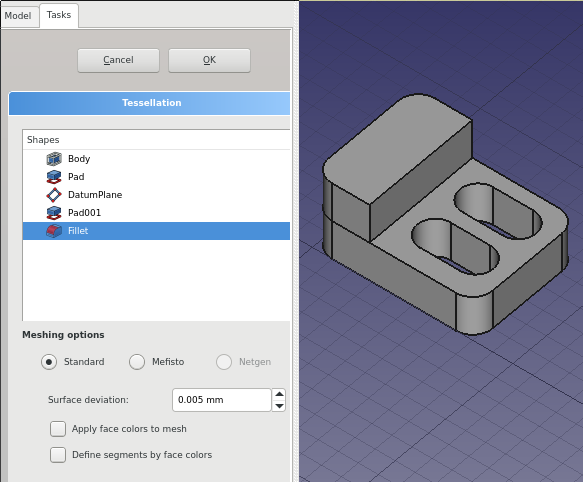 Model Tasks
Cancel OK
Tessellation
Shapes
Body
Pad
DatumPlane
Pad001
Fillet
Meshing options
Standard Mefisto Netgen
Surface deviation: 0.005 mm
Apply face colors to mesh
Define segments by face colors